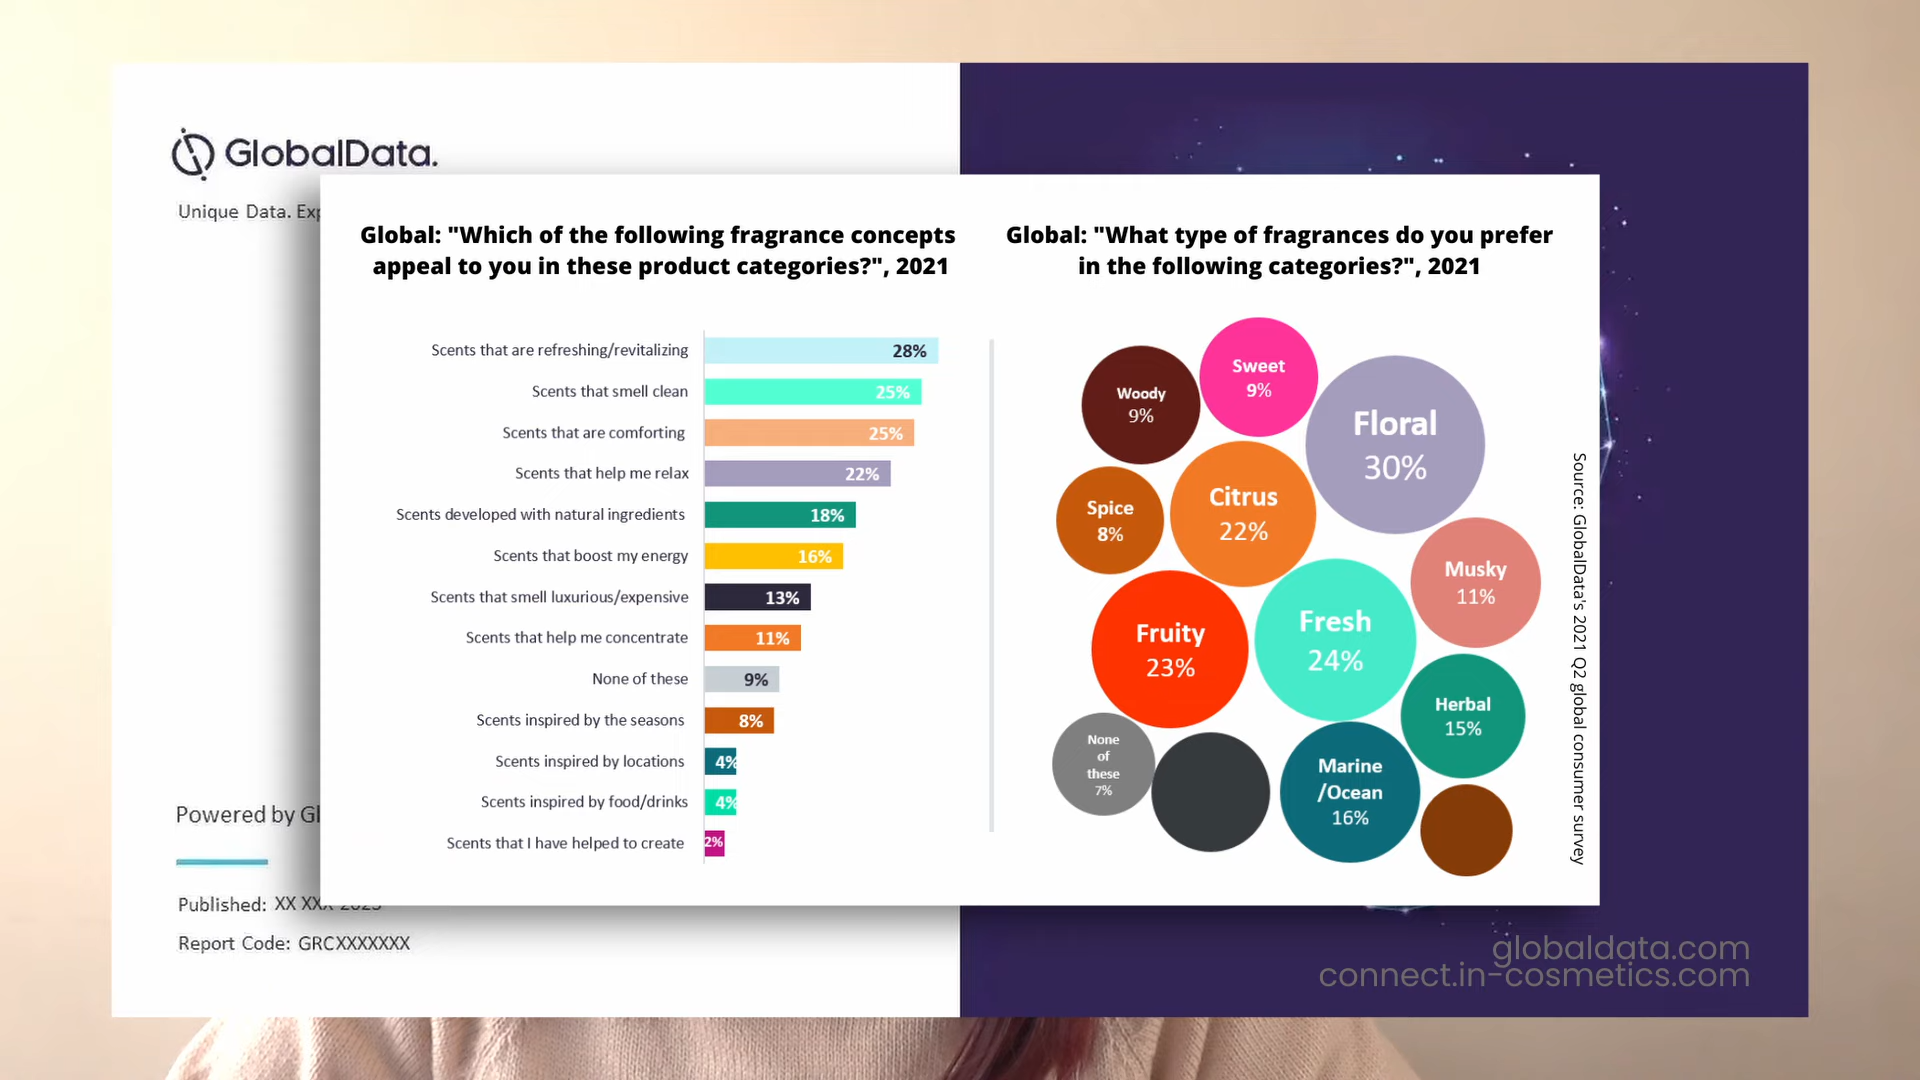 GlobalData.
Unique Data. Exp
Global: "Which of the following fragrance concepts
appeal to you in these product categories?", 2021
Scents that are refreshing/revitalizing 28%
Scents that smell clean 25%
Scents that are comforting 25%
Scents that help me relax 22%
Scents developed with natural ingredients 18%
Scents that boost my energy 16%
Scents that smell luxurious/expensive 13%
Scents that help me concentrate 11%
None of these 9%
Scents inspired by the seasons 8%
Scents inspired by locations 4%
Scents inspired by food/drinks 4%
Scents that I have helped to create 2%
Global: "What type of fragrances do you prefer
in the following categories?", 2021
Sweet
9%
Woody
9%
Floral
30%
Citrus
22%
Spice
8%
Musky
11%
Fresh
24%
Fruity
23%
Herbal
15%
None
of
these
7%
Marine
/Ocean
16%
Source: GlobalData's 2021 Q2 global consumer survey
Powered by Gl
Published: XX XXX 2023
Report Code: GRCXXXXXXX
globaldata.com
connect.in-cosmetics.com